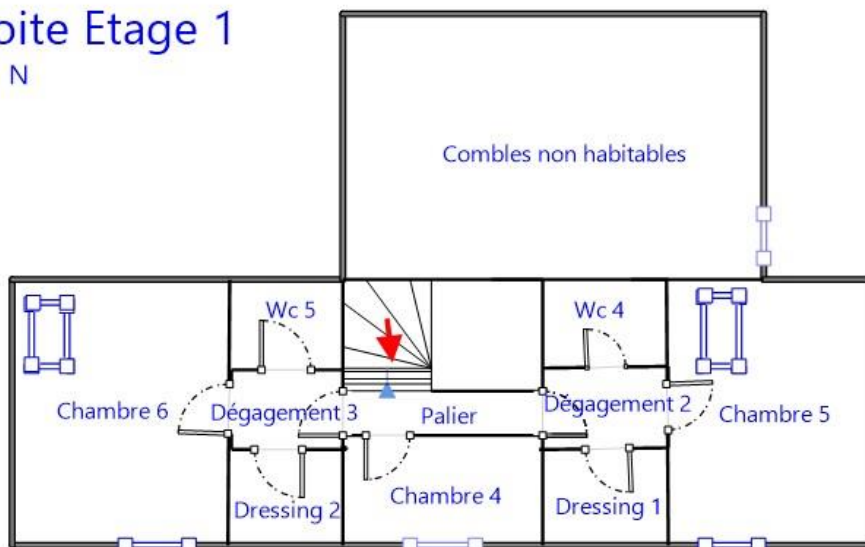 oite Etage 1
N
Combles non habitables
Wc 5
Wc 4
Chambre 6
Dégagement 3
Palier
Dégagement 2
Chambre 5
Dressing 2
Chambre 4
Dressing 1